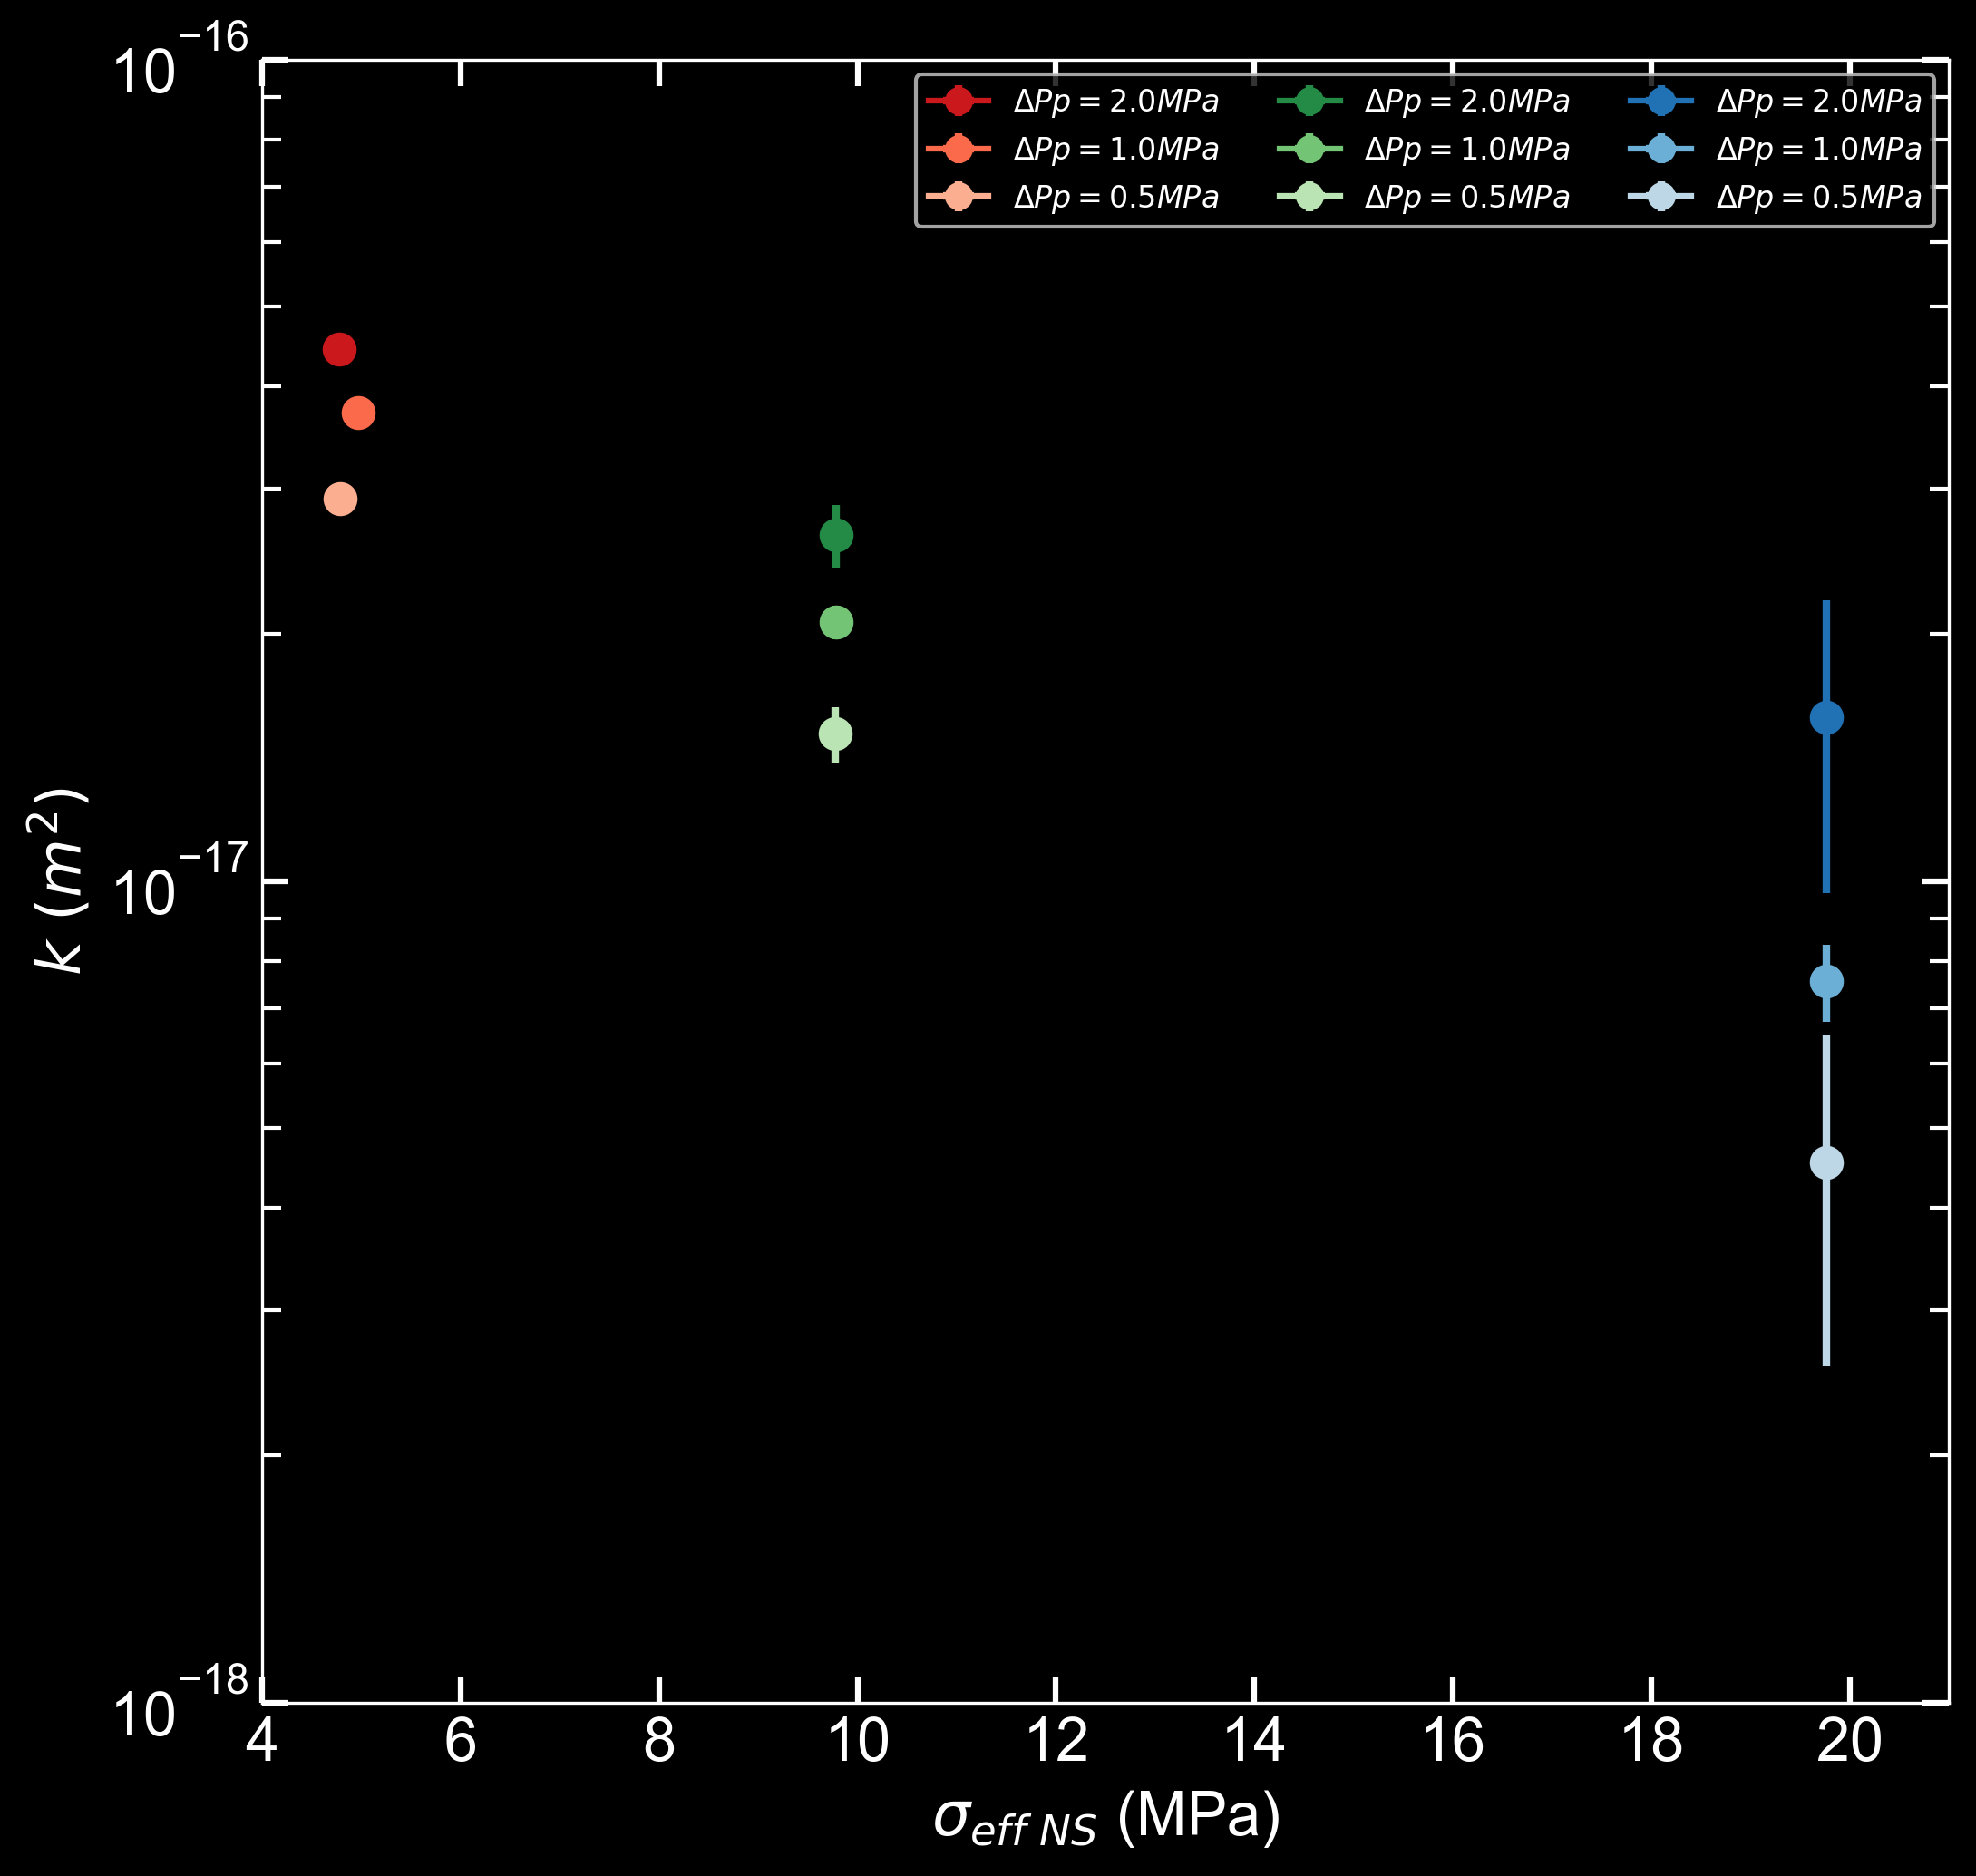 10⁻¹⁶
ΔPp = 2.0MPa ΔPp = 2.0MPa ΔPp = 2.0MPa
ΔPp = 1.0MPa ΔPp = 1.0MPa ΔPp = 1.0MPa
ΔPp = 0.5MPa ΔPp = 0.5MPa ΔPp = 0.5MPa
k (m²)
10⁻¹⁷
10⁻¹⁸
4 6 8 10 12 14 16 18 20
σeff NS (MPa)